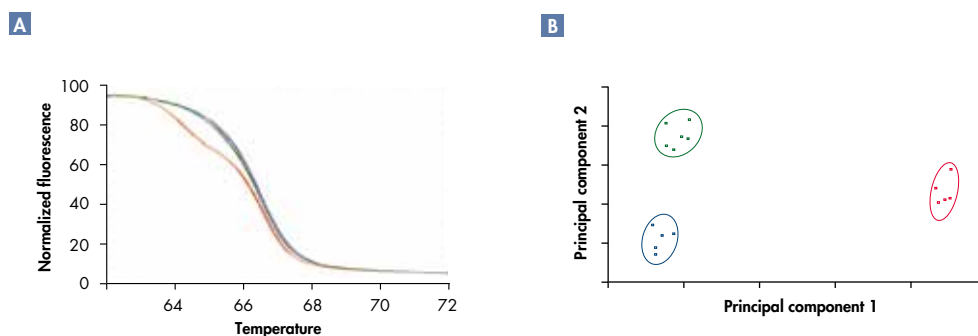 A
B
Normalized fluorescence
100
80
60
40
20
0
64
66
68
70
72
Temperature
Principal component 2
Principal component 1